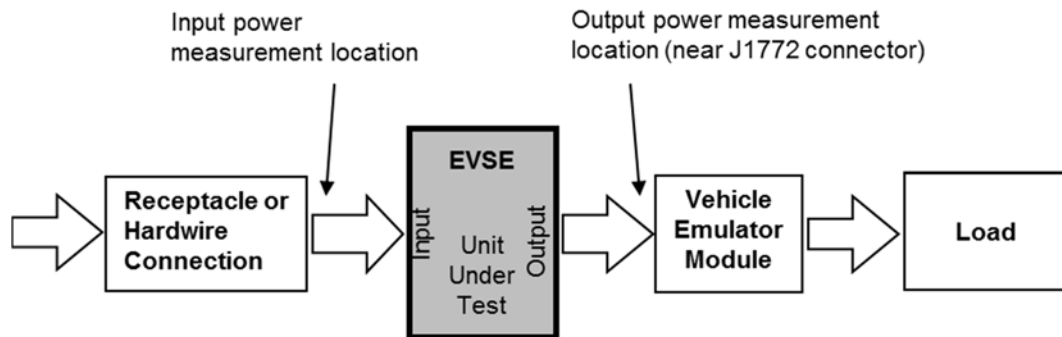 Input power
measurement location
Output power measurement
location (near J1772 connector)
Receptacle or
Hardwire
Connection
EVSE
Input
Unit
Under
Test
Output
Vehicle
Emulator
Module
Load